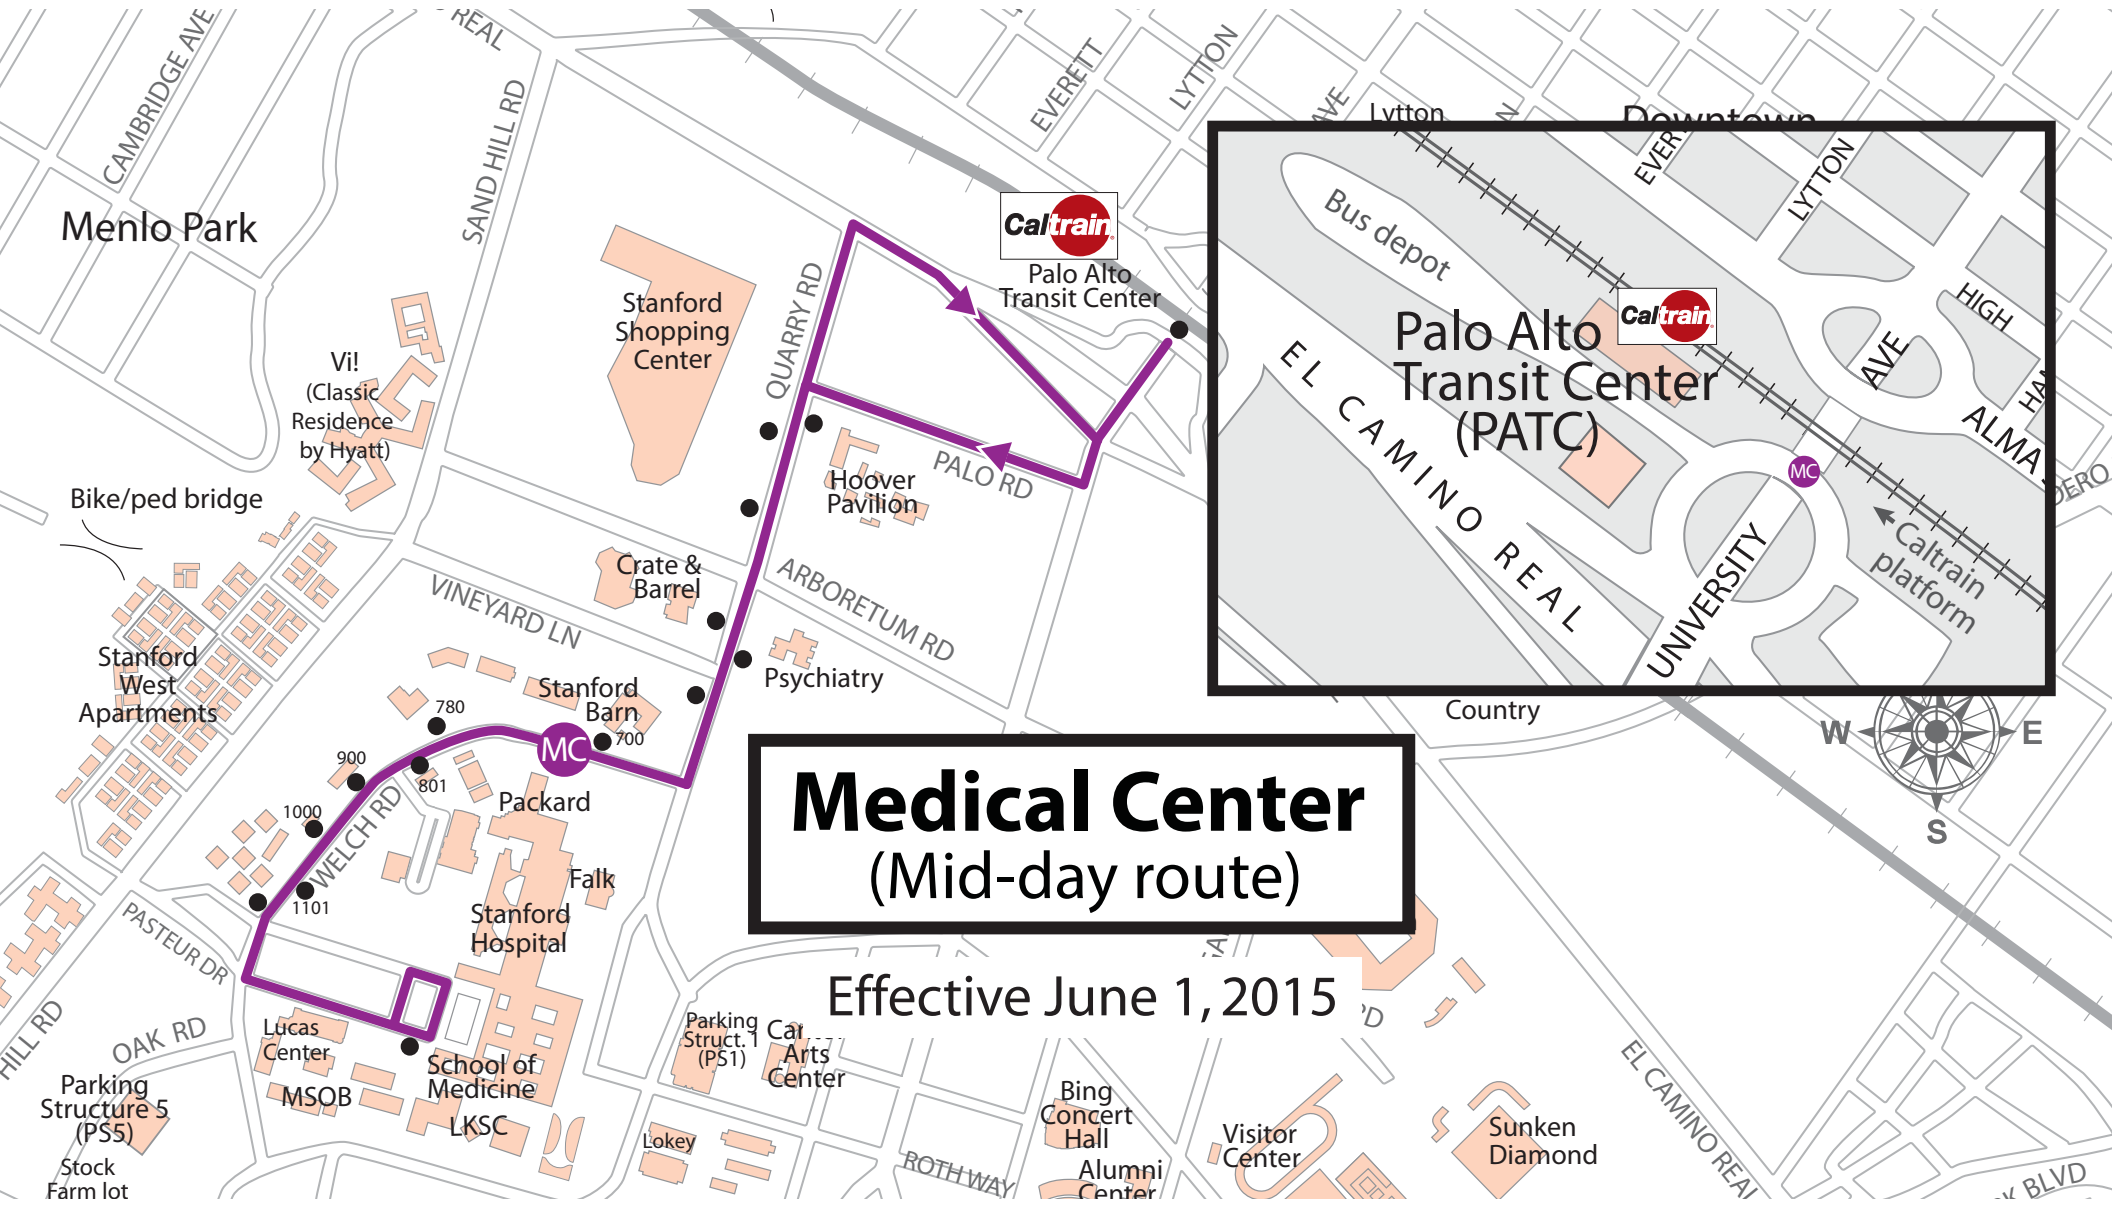 REAL
CAMBRIDGE AVE
SAND HILL RD
EVERETT
LYTTON
AVE
Lytton
Downtown
Menlo Park
Caltrain
Palo Alto
Transit Center
QUARRY RD
Stanford
Shopping
Center
Vi!
(Classic
Residence
by Hyatt)
Bike/ped bridge
Hoover
Pavilion
PALO RD
Crate &
Barrel
ARBORETUM RD
VINEYARD LN
Psychiatry
Stanford
West
Apartments
Stanford
Barn
700
780
MC
900
801
1000
WELCH RD
1101
Packard
Falk
Stanford
Hospital
PASTEUR DR
HILL RD
OAK RD
Lucas
Center
MSOB
School of
Medicine
LKSC
Parking
Structure 5
(PS5)
Stock
Farm lot
Parking
Struct. 1
(PS1)
Arts
Center
Lokey
ROTH WAY
Bing
Concert
Hall
Alumni
Center
Visitor
Center
Sunken
Diamond
EL CAMINO REAL
BLVD
Country
W
E
S
Medical Center
(Mid-day route)
Effective June 1, 2015
Bus depot
LYTTON
HIGH
Caltrain
Palo Alto
Transit Center
(PATC)
AVE
ALMA
EL CAMINO REAL
MC
UNIVERSITY
Caltrain
platform